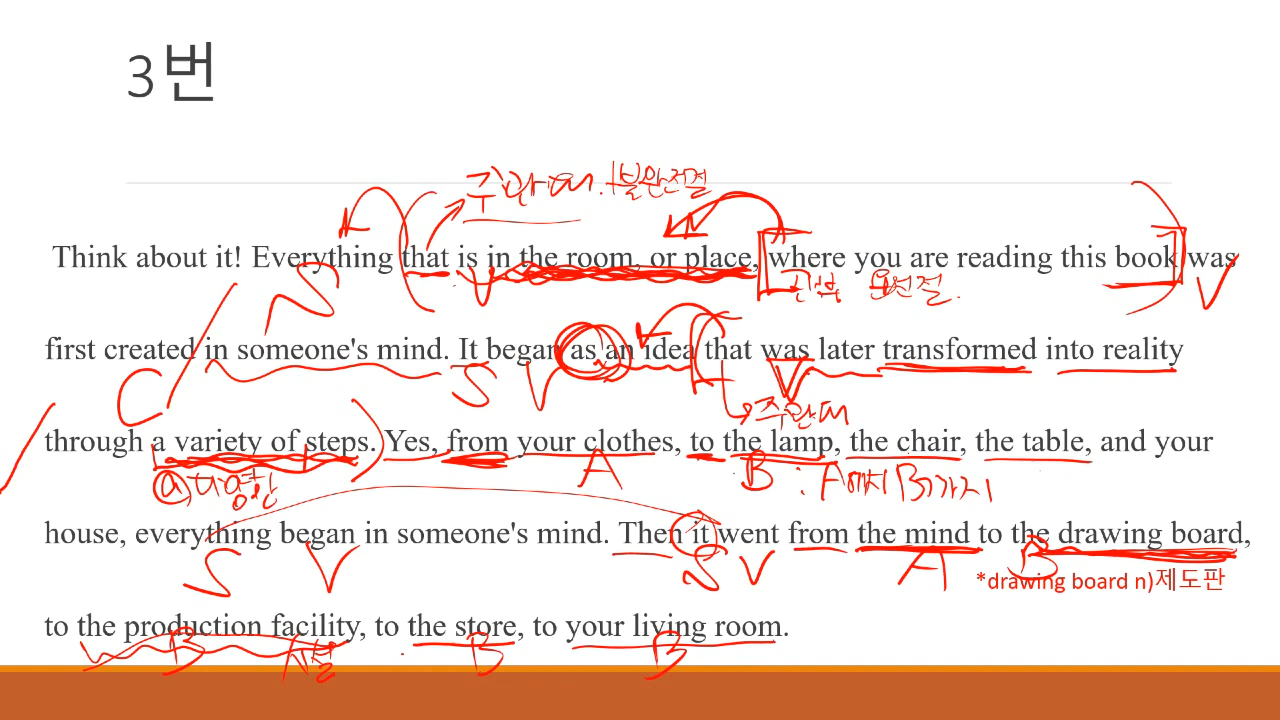 3번
주관대.+불완전절
Think about it! Everything that is in the room, or place, where you are reading this book was
S V 관부 완전절. V
first created in someone's mind. It began as an idea that was later transformed into reality
C S V V
주관대
through a variety of steps. Yes, from your clothes, to the lamp, the chair, the table, and your
ⓐ다양한 A B : A에서 B까지
house, everything began in someone's mind. Then it went from the mind to the drawing board,
S V S V A B
*drawing board n)제도판
to the production facility, to the store, to your living room.
B 시설 B B